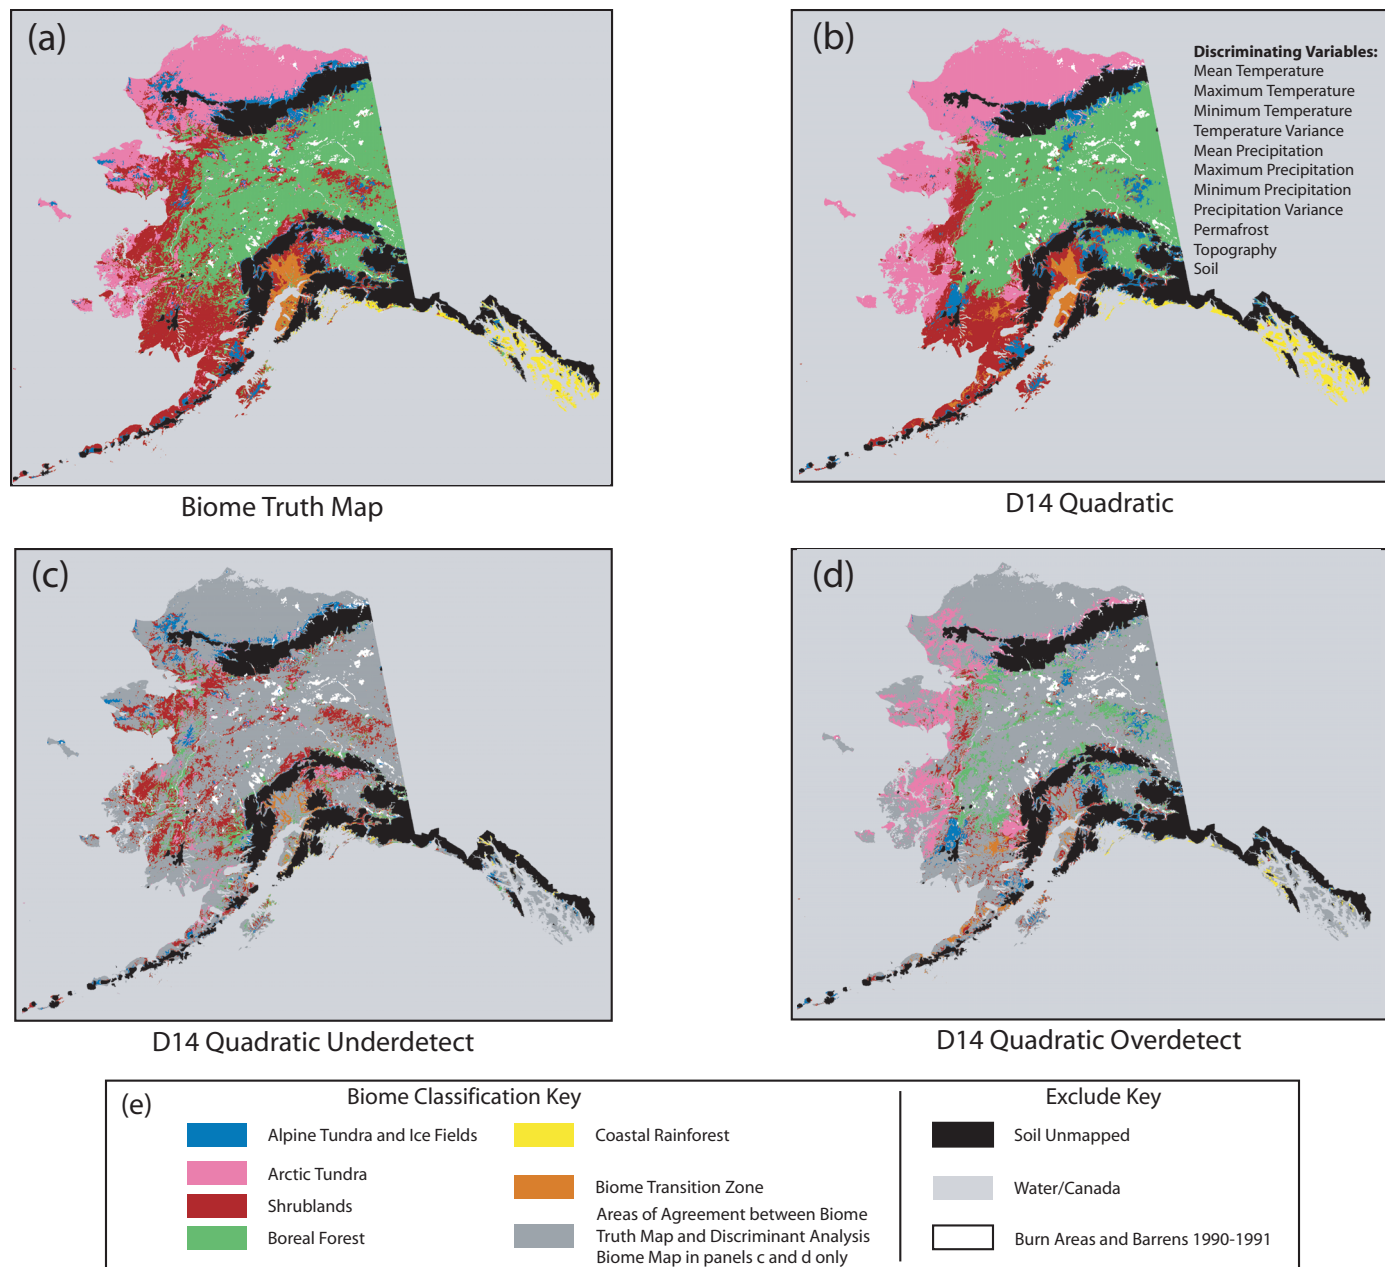 (a)
Biome Truth Map
(b)
Discriminating Variables:
Mean Temperature
Maximum Temperature
Minimum Temperature
Temperature Variance
Mean Precipitation
Maximum Precipitation
Minimum Precipitation
Precipitation Variance
Permafrost
Topography
Soil
D14 Quadratic
(c)
D14 Quadratic Underdetect
(d)
D14 Quadratic Overdetect
(e)
Biome Classification Key
Alpine Tundra and Ice Fields
Arctic Tundra
Shrublands
Boreal Forest
Coastal Rainforest
Biome Transition Zone
Areas of Agreement between Biome
Truth Map and Discriminant Analysis
Biome Map in panels c and d only
Exclude Key
Soil Unmapped
Water/Canada
Burn Areas and Barrens 1990-1991